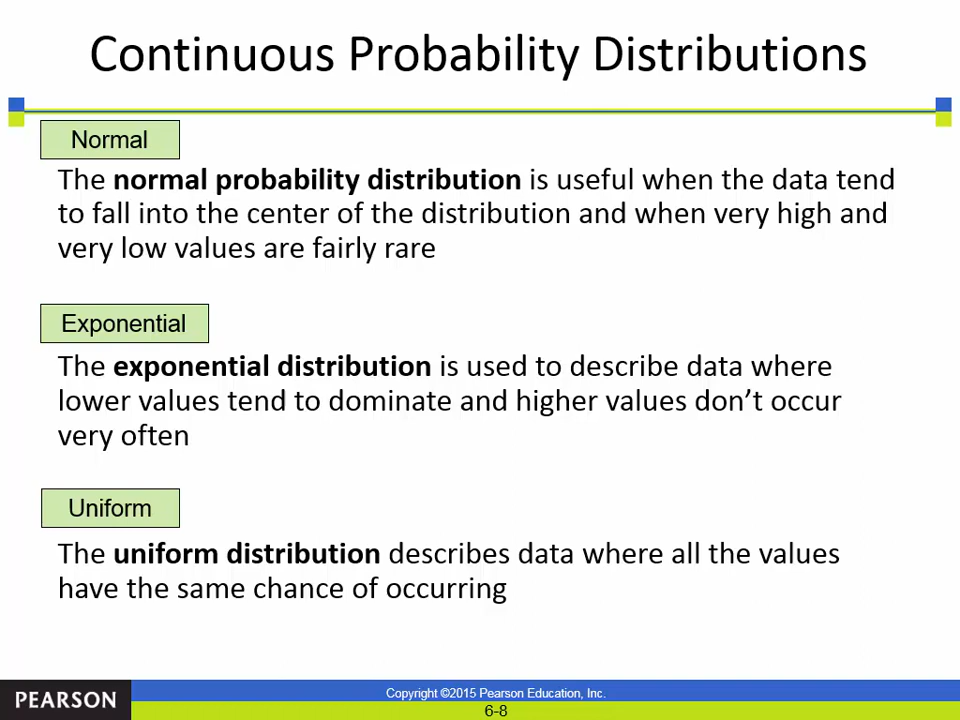 Continuous Probability Distributions
Normal
The normal probability distribution is useful when the data tend
to fall into the center of the distribution and when very high and
very low values are fairly rare
Exponential
The exponential distribution is used to describe data where
lower values tend to dominate and higher values don’t occur
very often
Uniform
The uniform distribution describes data where all the values
have the same chance of occurring
PEARSON
Copyright ©2015 Pearson Education, Inc.
6-8